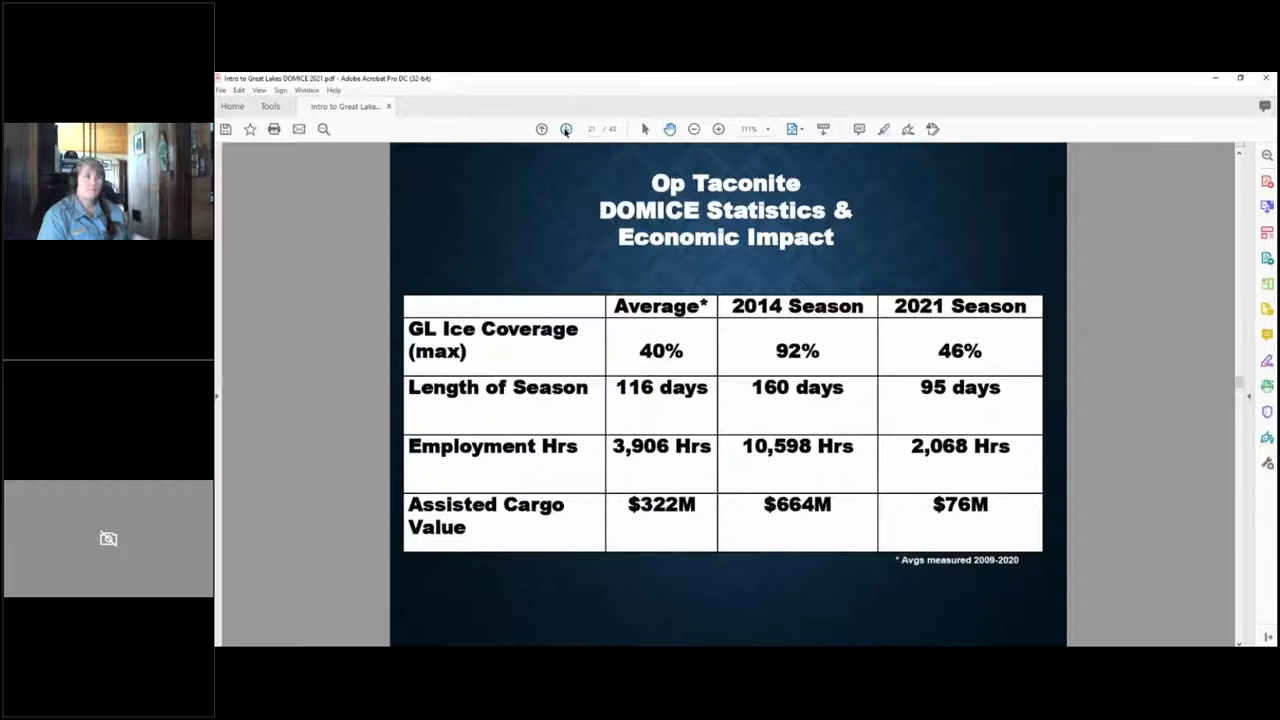 Intro to Great Lakes DOMICE 2021.pdf - Adobe Acrobat Pro DC (32-bit)
File Edit View Sign Window Help
Home Tools Intro to Great Lake... ×
21 / 43 111%
Op Taconite
DOMICE Statistics &
Economic Impact
Average* 2014 Season 2021 Season
GL Ice Coverage
(max) 40% 92% 46%
Length of Season 116 days 160 days 95 days
Employment Hrs 3,906 Hrs 10,598 Hrs 2,068 Hrs
Assisted Cargo $322M $664M $76M
Value
* Avgs measured 2009-2020